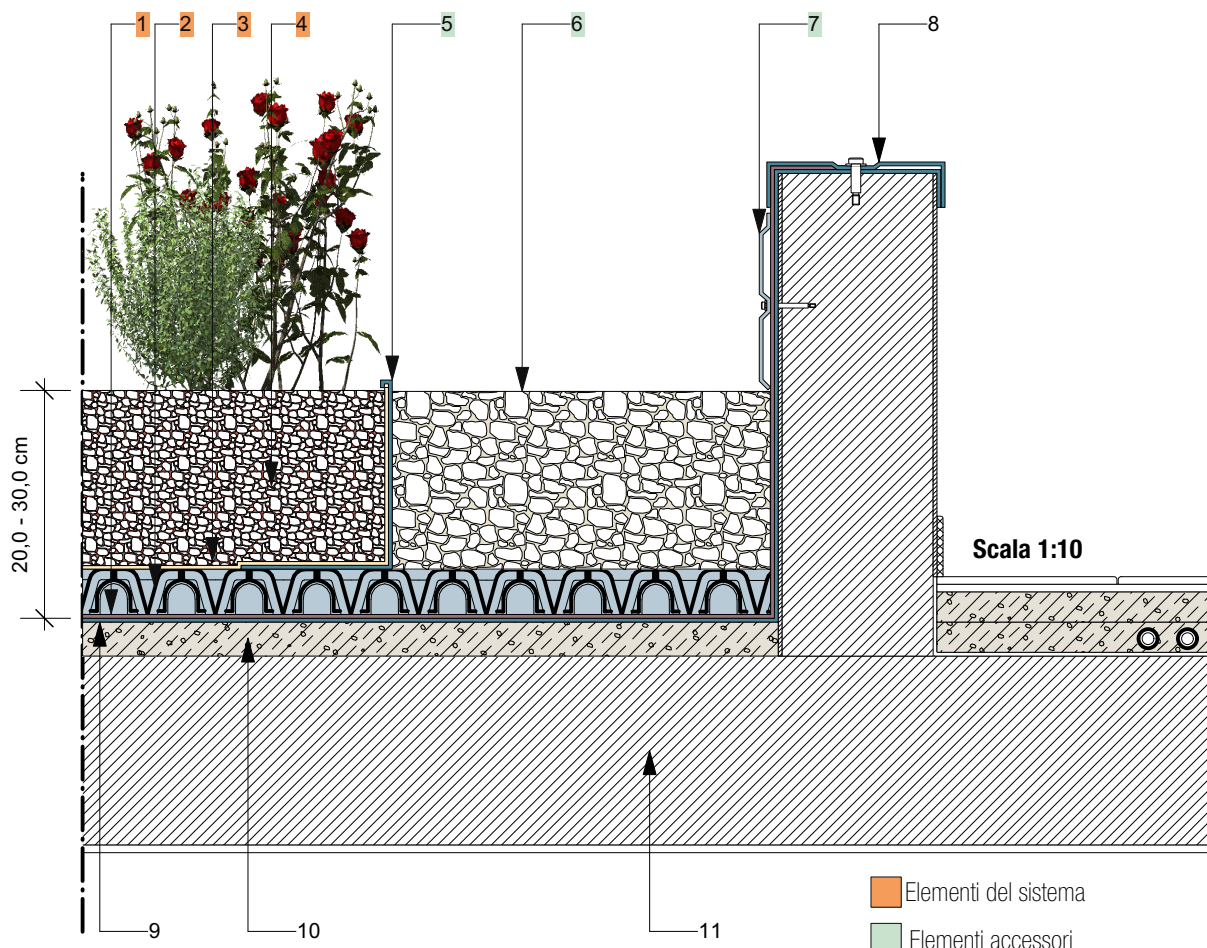 1 2 3 4 5 6 7 8
20,0 - 30,0 cm
Scala 1:10
Elementi del sistema
9 10 11
Elementi accessori